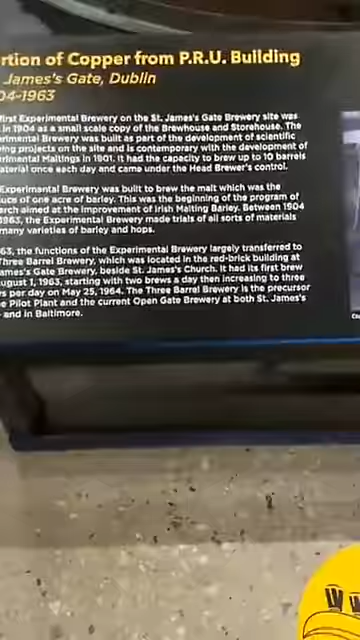 rtion of Copper from P.R.U. Building
James's Gate, Dublin
04-1963
first Experimental Brewery on the St. James's Gate Brewery site was
in 1904 as a small scale copy of the Brewhouse and Storehouse. The
rimental Brewery was built as part of the development of scientific
ing projects on the site and is contemporary with the development of
rimental Maltings in 1901. It had the capacity to brew up to 10 barrels
aterial once each day and came under the Head Brewer's control.
Experimental Brewery was built to brew the malt which was the
uce of one acre of barley. This was the beginning of the program of
arch aimed at the improvement of Irish Malting Barley. Between 1904
1963, the Experimental Brewery made trials of all sorts of materials
many varieties of barley and hops.
63, the functions of the Experimental Brewery largely transferred to
Three Barrel Brewery, which was located in the red-brick building at
ames's Gate Brewery, beside St. James's Church. It had its first brew
ugust 1, 1963, starting with two brews a day then increasing to three
s per day on May 25, 1964. The Three Barrel Brewery is the precursor
e Pilot Plant and the current Open Gate Brewery at both St. James's
and in Baltimore.